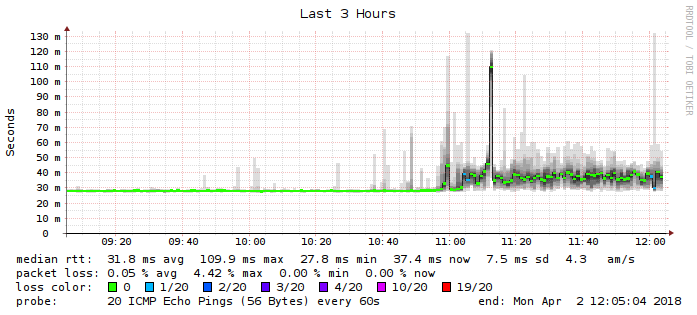 Last 3 Hours
RRDTOOL / TOBI OETIKER
Seconds
130 m
120 m
110 m
100 m
90 m
80 m
70 m
60 m
50 m
40 m
30 m
20 m
10 m
0
09:20 09:40 10:00 10:20 10:40 11:00 11:20 11:40 12:00
median rtt: 31.8 ms avg 109.9 ms max 27.8 ms min 37.4 ms now 7.5 ms sd 4.3 am/s
packet loss: 0.05 % avg 4.42 % max 0.00 % min 0.00 % now
loss color: 0 1/20 2/20 3/20 4/20 10/20 19/20
probe: 20 ICMP Echo Pings (56 Bytes) every 60s end: Mon Apr 2 12:05:04 2018